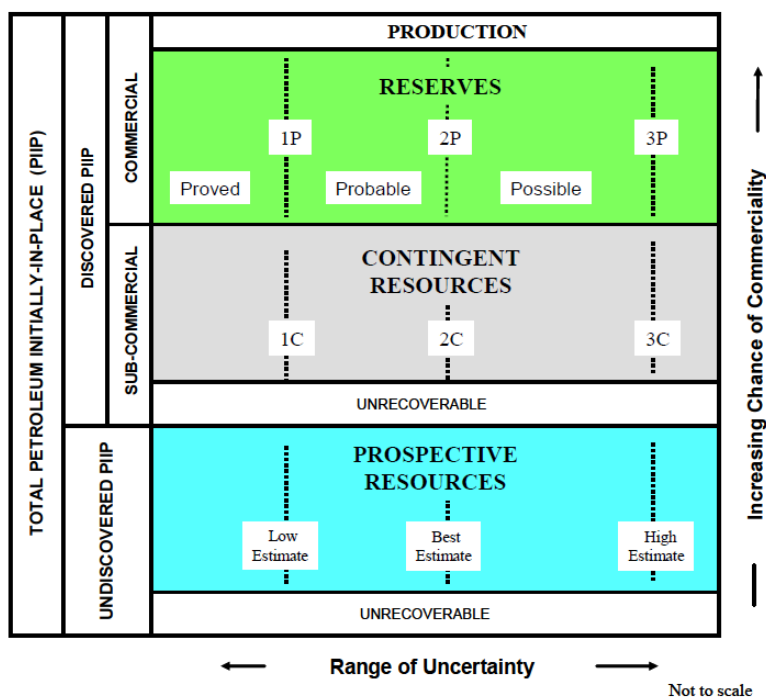 TOTAL PETROLEUM INITIALLY-IN-PLACE (PIIP)
DISCOVERED PIIP
UNDISCOVERED PIIP
COMMERCIAL
SUB-COMMERCIAL
PRODUCTION
RESERVES
1P
2P
3P
Proved
Probable
Possible
CONTINGENT
RESOURCES
1C
2C
3C
UNRECOVERABLE
PROSPECTIVE
RESOURCES
Low
Estimate
Best
Estimate
High
Estimate
UNRECOVERABLE
Increasing Chance of Commerciality
Range of Uncertainty
Not to scale